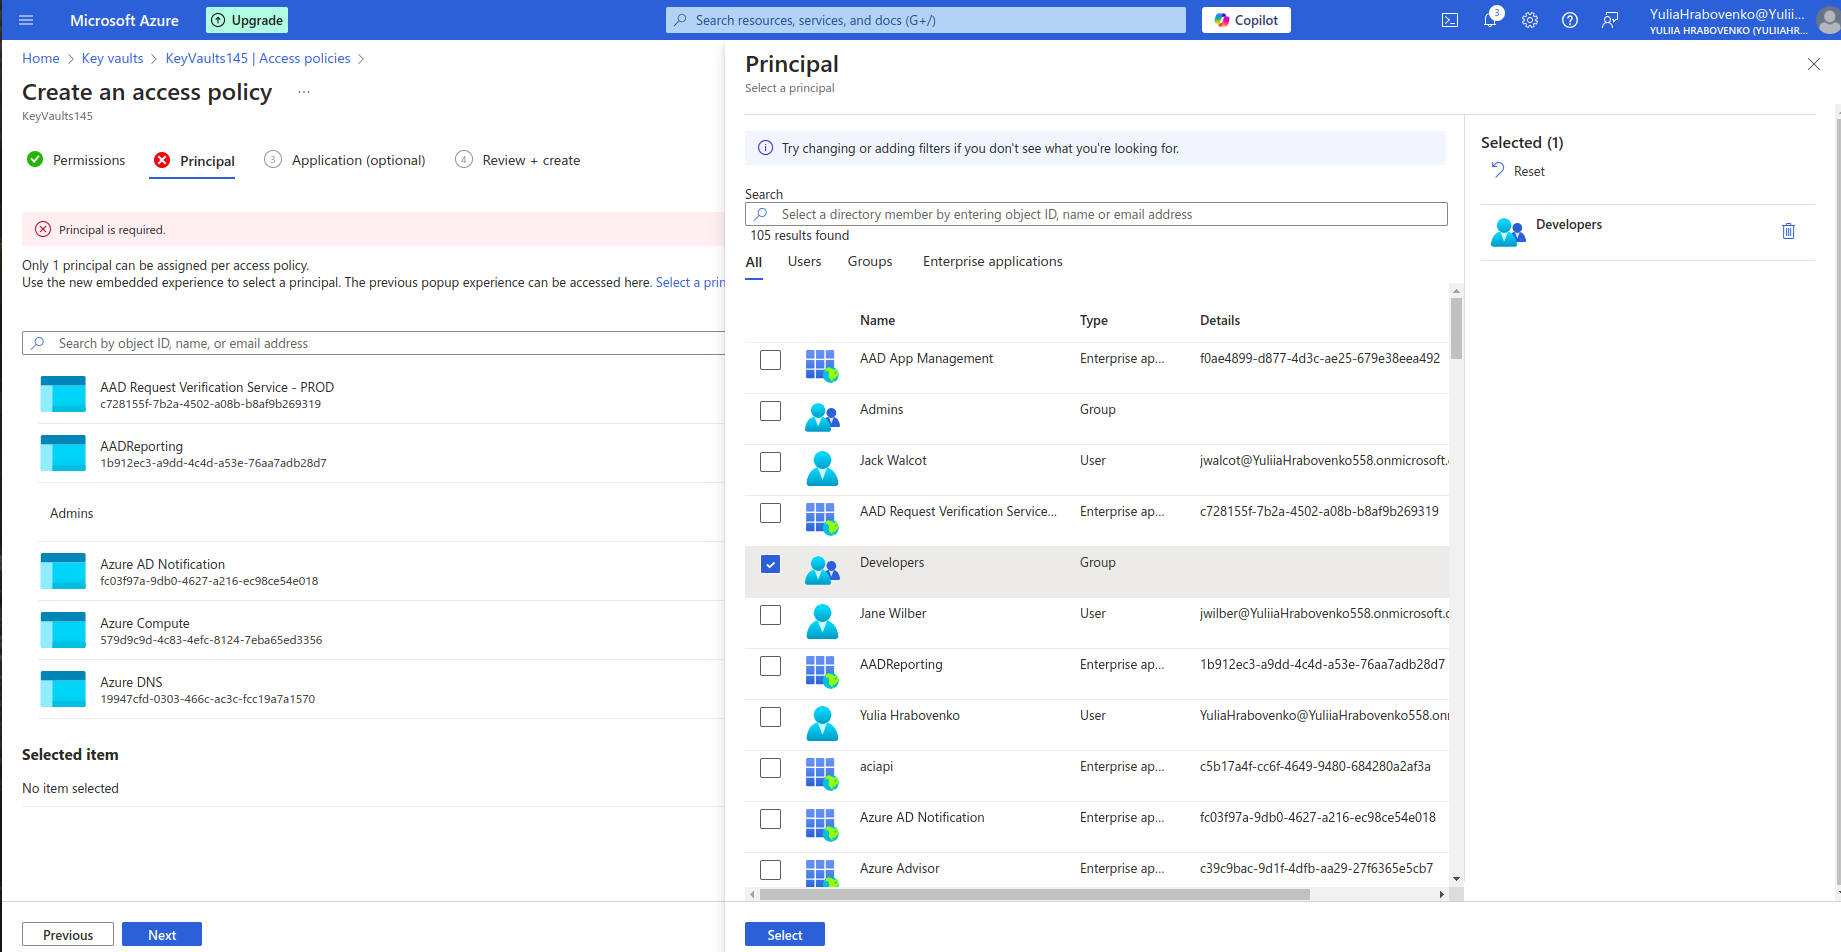 Microsoft Azure
Upgrade
Search resources, services, and docs (G+/)
Copilot
3
YuliaHrabovenko@Yulii...
YULIIA HRABOVENKO (YULIIAHR...
Home > Key vaults > KeyVaults145 | Access policies >
Create an access policy ...
KeyVaults145
Permissions
Principal
3 Application (optional)
4 Review + create
Principal is required.
Only 1 principal can be assigned per access policy.
Use the new embedded experience to select a principal. The previous popup experience can be accessed here. Select a prin
Search by object ID, name, or email address
AAD Request Verification Service - PROD
c728155f-7b2a-4502-a08b-b8af9b269319
AADReporting
1b912ec3-a9dd-4c4d-a53e-76aa7adb28d7
Admins
Azure AD Notification
fc03f97a-9db0-4627-a216-ec98ce54e018
Azure Compute
579d9c9d-4c83-4efc-8124-7eba65ed3356
Azure DNS
19947cfd-0303-466c-ac3c-fcc19a7a1570
Selected item
No item selected
Previous
Next
Principal
Select a principal
Try changing or adding filters if you don't see what you're looking for.
Search
Select a directory member by entering object ID, name or email address
105 results found
All
Users
Groups
Enterprise applications
Name Type Details
AAD App Management Enterprise ap... f0ae4899-d877-4d3c-ae25-679e38eea492
Admins Group
Jack Walcot User jwalcot@YuliiaHrabovenko558.onmicrosoft.
AAD Request Verification Service... Enterprise ap... c728155f-7b2a-4502-a08b-b8af9b269319
Developers Group
Jane Wilber User jwilber@YuliiaHrabovenko558.onmicrosoft.c
AADReporting Enterprise ap... 1b912ec3-a9dd-4c4d-a53e-76aa7adb28d7
Yulia Hrabovenko User YuliaHrabovenko@YuliiaHrabovenko558.on
aciapi Enterprise ap... c5b17a4f-cc6f-4649-9480-684280a2af3a
Azure AD Notification Enterprise ap... fc03f97a-9db0-4627-a216-ec98ce54e018
Azure Advisor Enterprise ap... c39c9bac-9d1f-4dfb-aa29-27f6365e5cb7
Select
Selected (1)
Reset
Developers